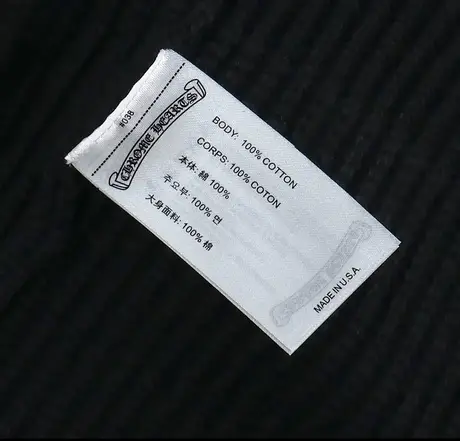 #038
CHROME HEARTS
BODY: 100% COTTON
CORPS: 100% COTON
本体: 綿 100%
주요부: 100% 면
大身面料: 100% 棉
MADE IN U.S.A.